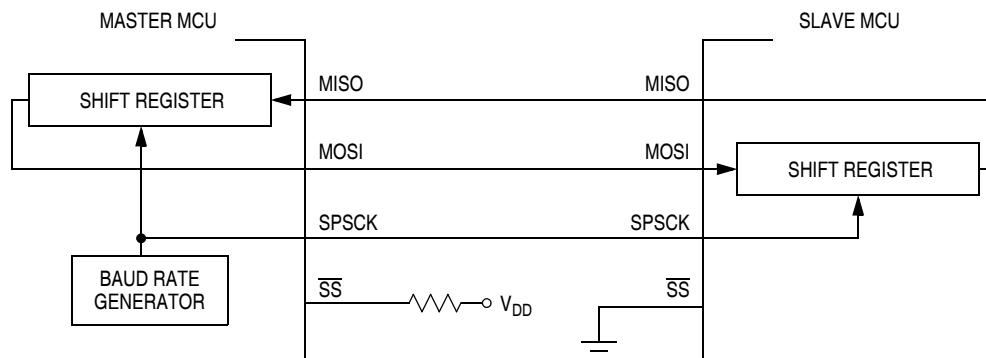 MASTER MCU
SLAVE MCU
SHIFT REGISTER
MISO
MISO
MOSI
MOSI
SHIFT REGISTER
SPSCK
SPSCK
BAUD RATE
GENERATOR
SS
V_DD
SS